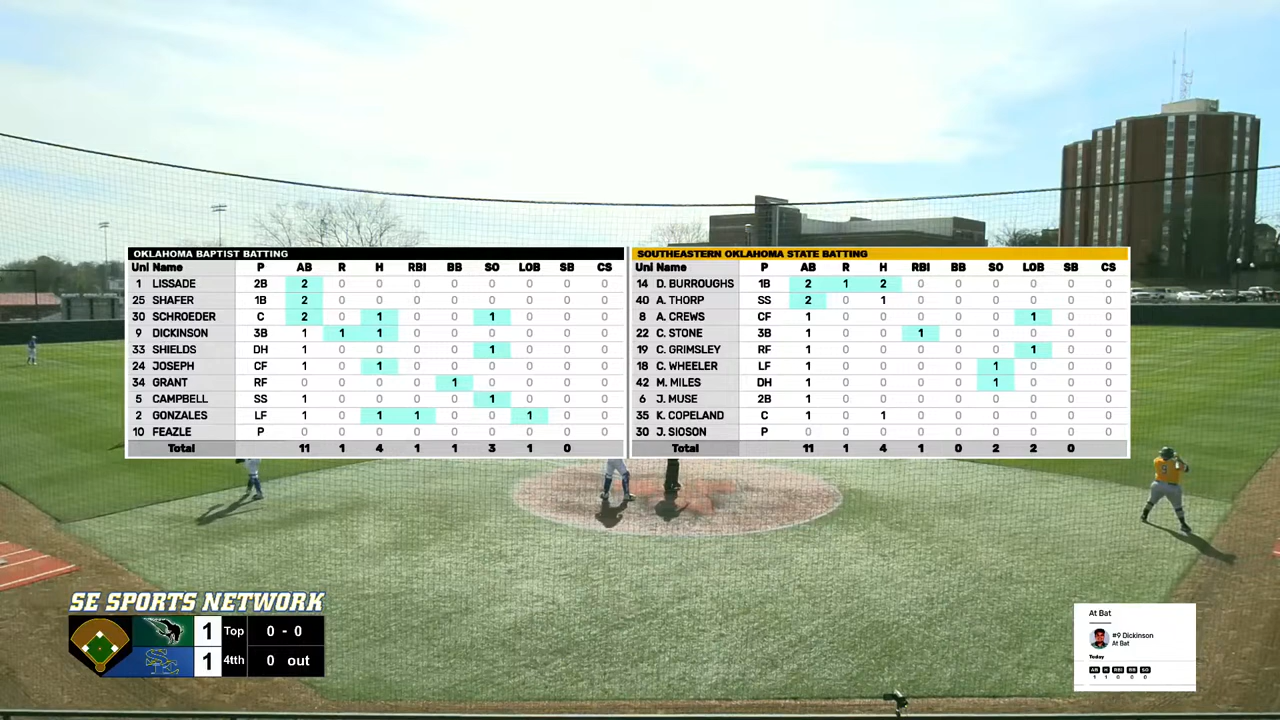 OKLAHOMA BAPTIST BATTING
Uni Name P AB R H RBI BB SO LOB SB CS
1 LISSADE 2B 2 0 0 0 0 0 0 0 0
25 SHAFER 1B 2 0 0 0 0 0 0 0 0
30 SCHROEDER C 2 0 1 0 0 1 0 0 0
9 DICKINSON 3B 1 1 1 0 0 0 0 0 0
33 SHIELDS DH 1 0 0 0 0 1 0 0 0
24 JOSEPH CF 1 0 1 0 0 0 0 0 0
34 GRANT RF 0 0 0 0 1 0 0 0 0
5 CAMPBELL SS 1 0 0 0 0 1 0 0 0
2 GONZALES LF 1 0 1 1 0 0 1 0 0
10 FEAZLE P 0 0 0 0 0 0 0 0 0
Total 11 1 4 1 1 3 1 0
SOUTHEASTERN OKLAHOMA STATE BATTING
Uni Name P AB R H RBI BB SO LOB SB CS
14 D. BURROUGHS 1B 2 1 2 0 0 0 0 0 0
40 A. THORP SS 2 0 1 0 0 0 0 0 0
8 A. CREWS CF 1 0 0 0 0 0 1 0 0
22 C. STONE 3B 1 0 0 1 0 0 0 0 0
19 C. GRIMSLEY RF 1 0 0 0 0 0 1 0 0
18 C. WHEELER LF 1 0 0 0 0 1 0 0 0
42 M. MILES DH 1 0 0 0 0 1 0 0 0
6 J. MUSE 2B 1 0 0 0 0 0 0 0 0
35 K. COPELAND C 1 0 1 0 0 0 0 0 0
30 J. SIOSON P 0 0 0 0 0 0 0 0 0
Total 11 1 4 1 0 2 2 0
9
SE SPORTS NETWORK
1 Top 0 - 0
SE 1 4tth 0 out
At Bat
#9 Dickinson
At Bat
Today
AB H RBI BB SO
1 1 0 0 0